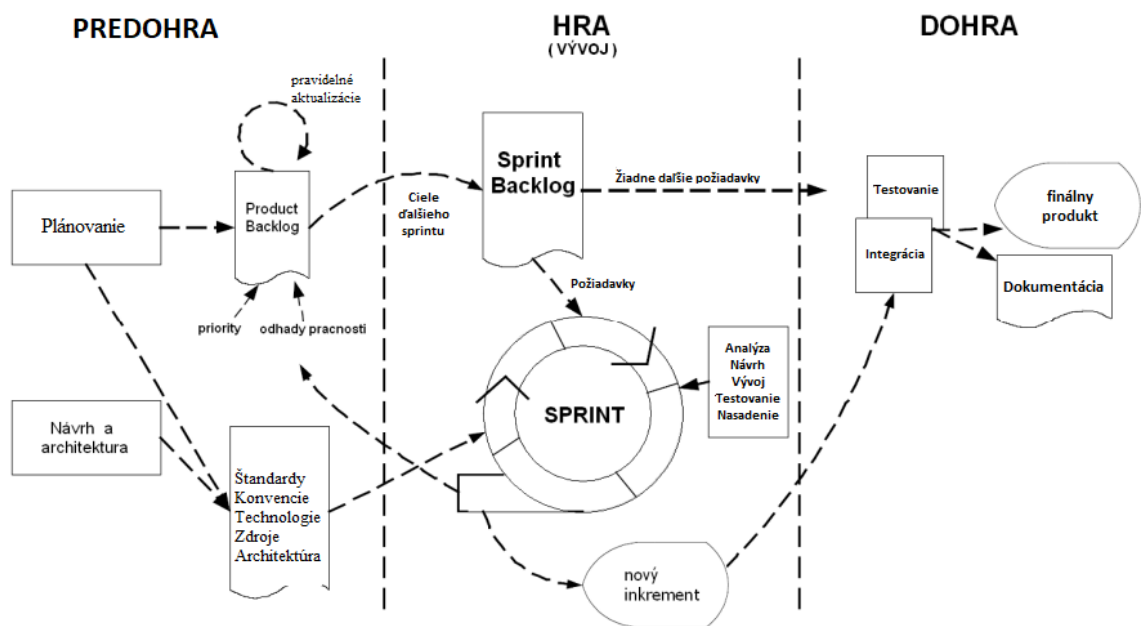 PREDOHRA
HRA
( VÝVOJ )
DOHRA
pravidelné
aktualizácie
Plánovanie
Product
Backlog
priority
odhady pracnosti
Návrh a
architektura
Štandardy
Konvencie
Technologie
Zdroje
Architektúra
Ciele
ďalšieho
sprintu
Sprint
Backlog
Žiadne daľšie požiadavky
Požiadavky
SPRINT
Analýza
Návrh
Vývoj
Testovanie
Nasadenie
nový
inkrement
Testovanie
Integrácia
finálny
produkt
Dokumentácia